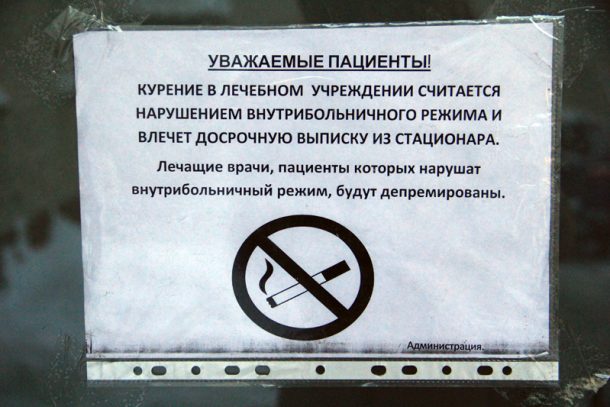 УВАЖАЕМЫЕ ПАЦИЕНТЫ!
КУРЕНИЕ В ЛЕЧЕБНОМ УЧРЕЖДЕНИИ СЧИТАЕТСЯ
НАРУШЕНИЕМ ВНУТРИБОЛЬНИЧНОГО РЕЖИМА И
ВЛЕЧЕТ ДОСРОЧНУЮ ВЫПИСКУ ИЗ СТАЦИОНАРА.
Лечащие врачи, пациенты которых нарушат
внутрибольничный режим, будут депремированы.
Администрация.